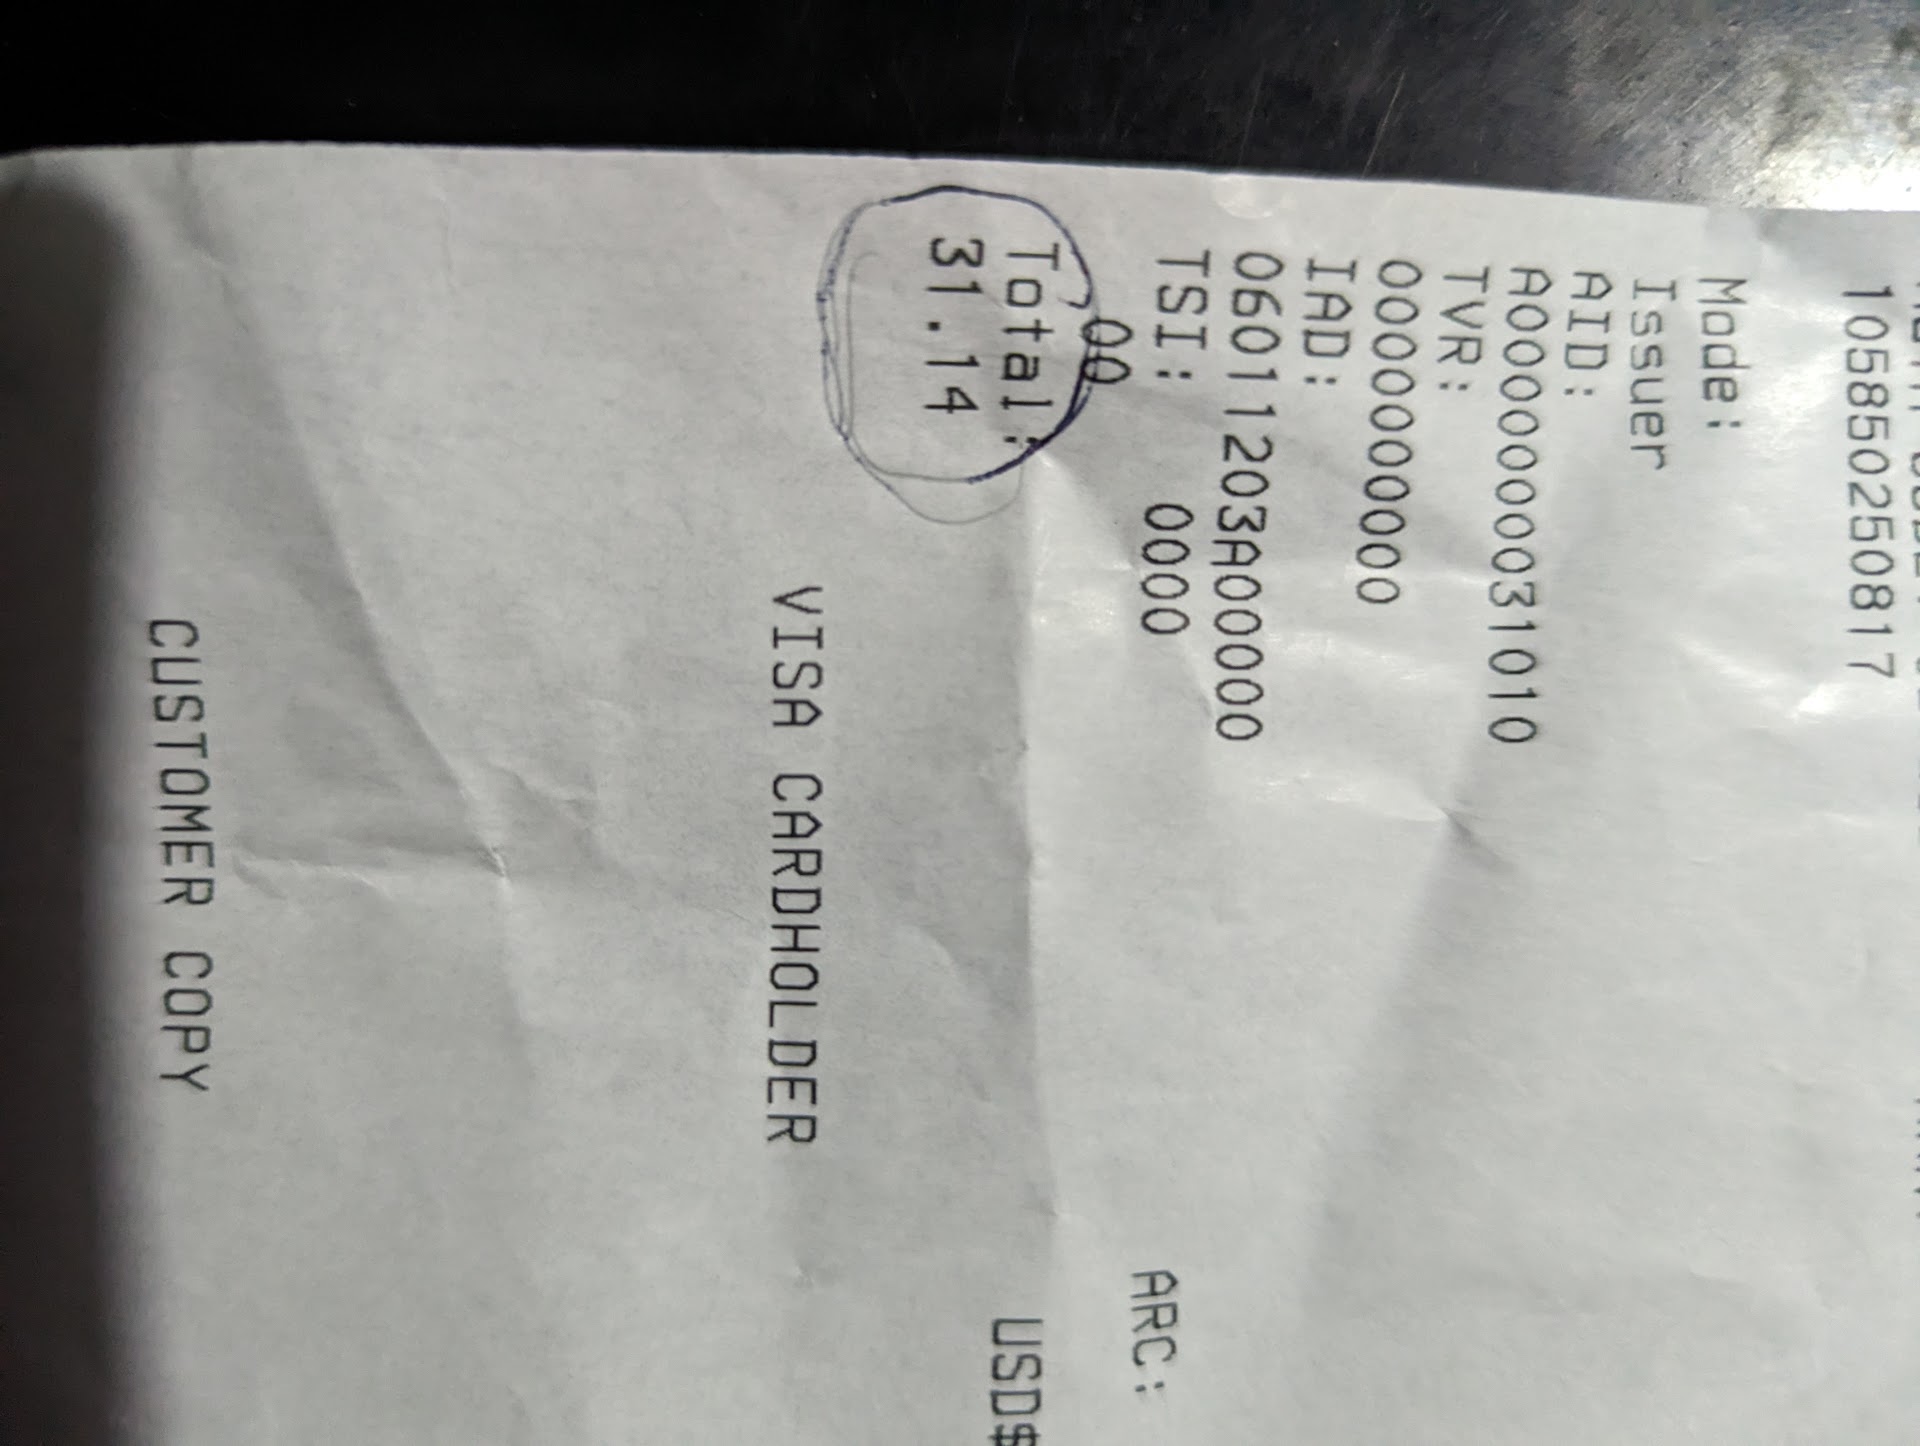 105850250817
Mode:
Issuer
AID:
A0000000031010
TVR:
0000000000
IAD:
06011203A00000
TSI: 0000 ARC:
00
Total: USD$
31.14
VISA CARDHOLDER
CUSTOMER COPY